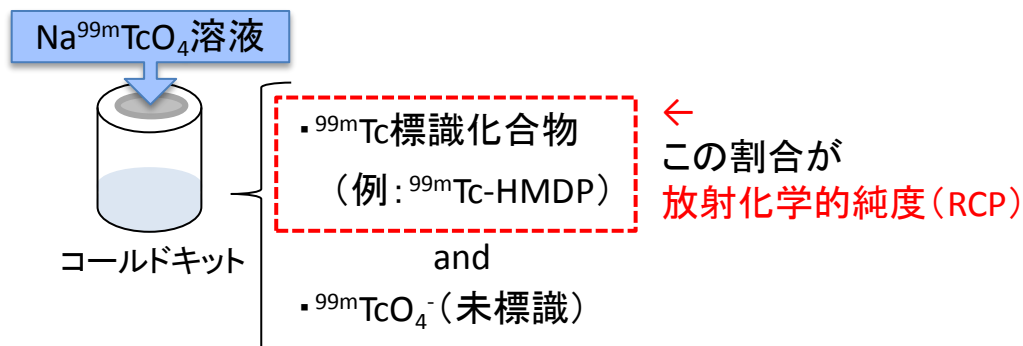 Na⁹⁹ᵐTcO₄溶液
コールドキット
・⁹⁹ᵐTc標識化合物
（例：⁹⁹ᵐTc-HMDP）
and
・⁹⁹ᵐTcO₄⁻（未標識）
←
この割合が
放射化学的純度（RCP）